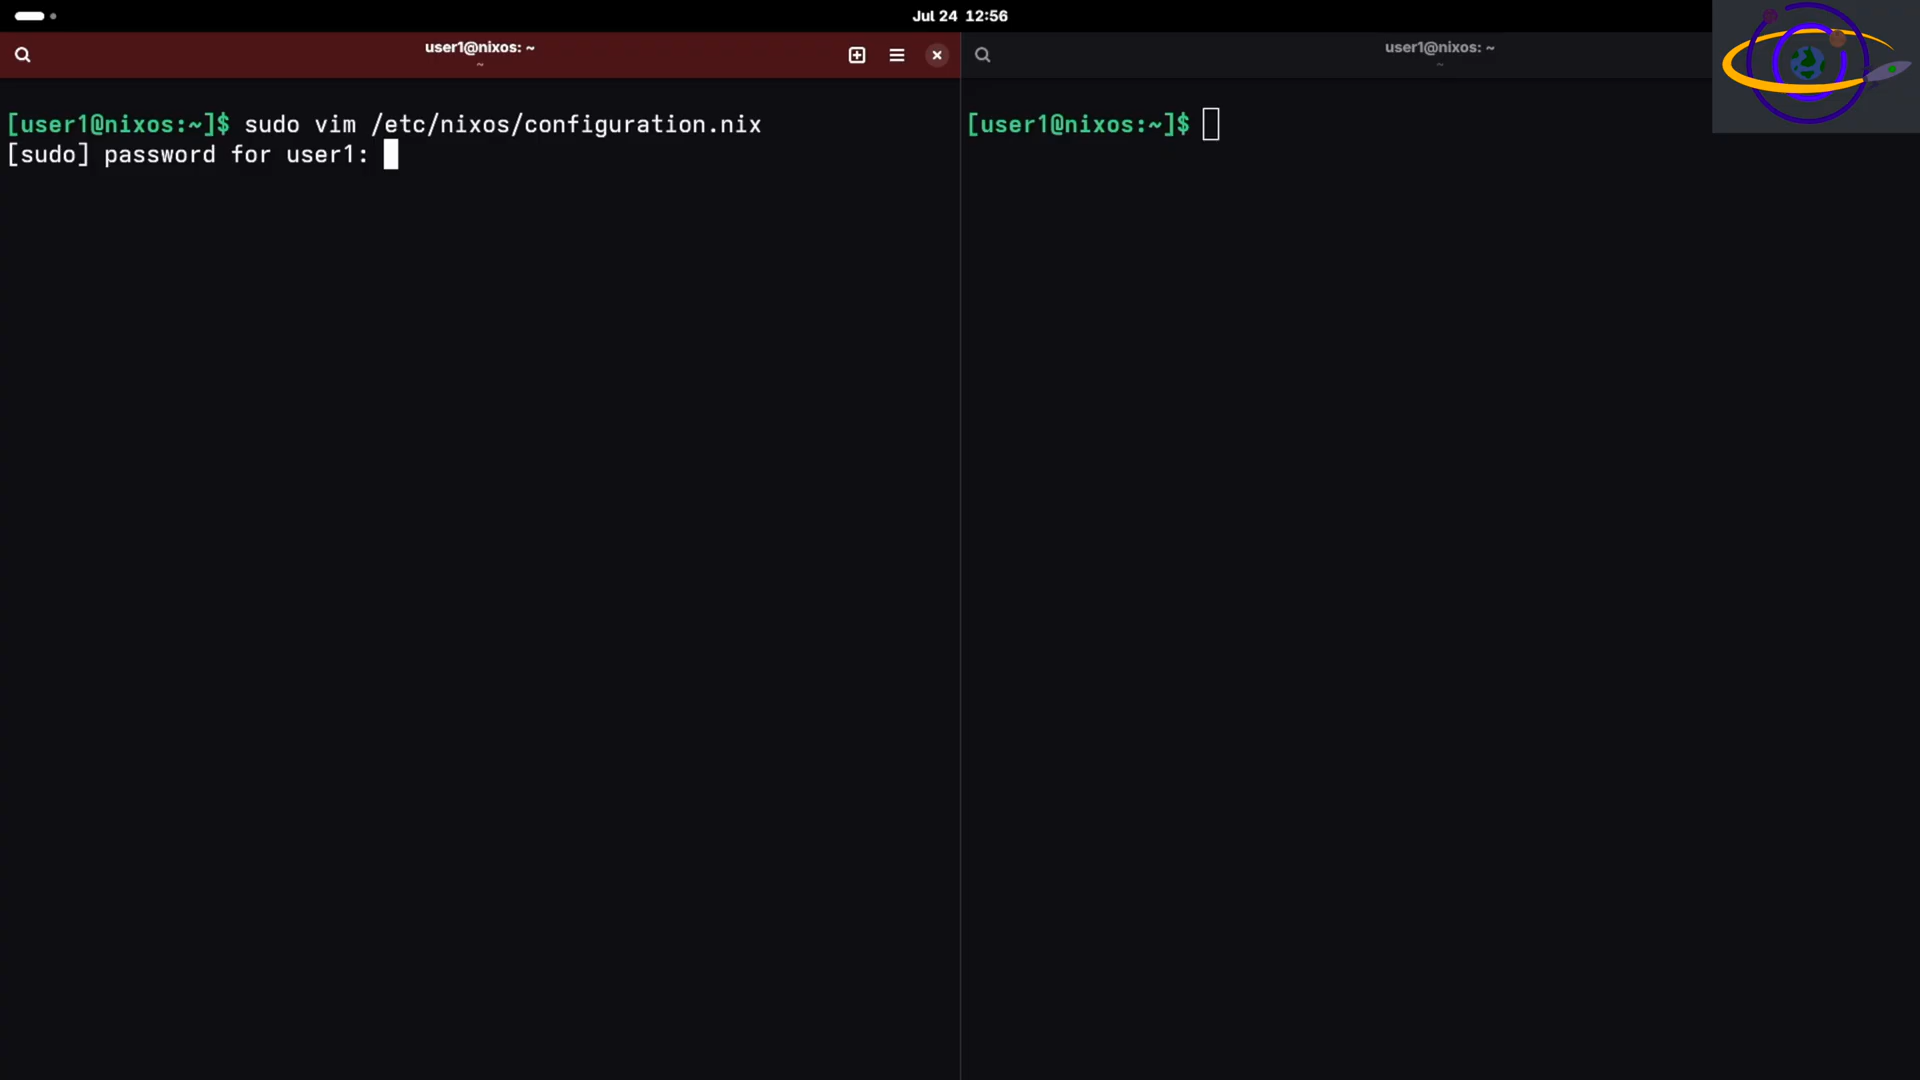 Jul 24 12:56
user1@nixos: ~
~
user1@nixos: ~
~
[user1@nixos:~]$ sudo vim /etc/nixos/configuration.nix
[sudo] password for user1:
[user1@nixos:~]$